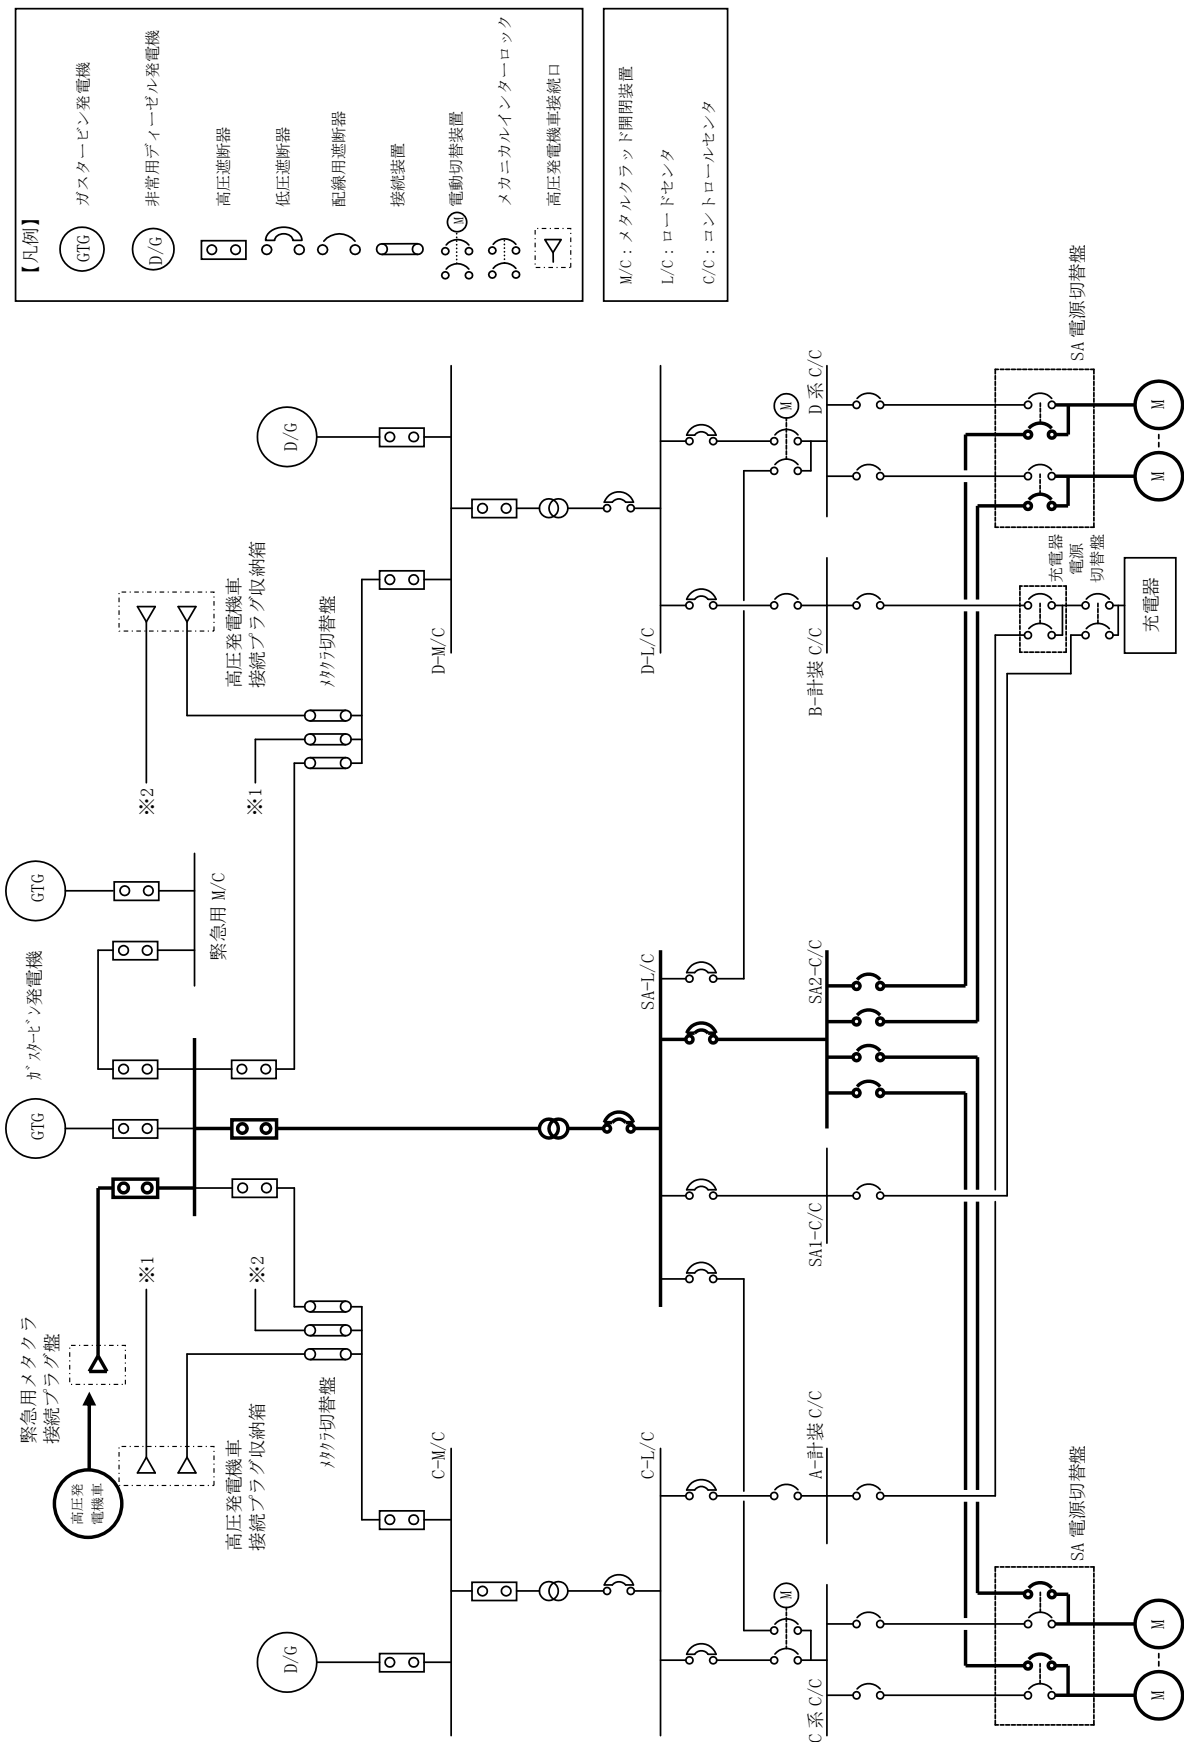 【凡例】
GTG
ガスタービン発電機
D/G
非常用ディーゼル発電機
高圧遮断器
低圧遮断器
配線用遮断器
接続装置
M
電動切替装置
メカニカルインターロック
高圧発電機車接続口
M/C：メタルクラッド開閉装置
L/C：ロードセンタ
C/C：コントロールセンタ
高圧発
電機車
緊急用メタクラ
接続プラグ盤
GTG
ｶﾞｽﾀｰﾋﾞﾝ発電機
GTG
緊急用 M/C
※1
※2
高圧発電機車
接続プラグ収納箱
ﾒﾀｸﾗ切替盤
※2
※1
高圧発電機車
接続プラグ収納箱
ﾒﾀｸﾗ切替盤
D/G
C-M/C
D/G
D-M/C
C-L/C
SA-L/C
D-L/C
M
M
C 系 C/C
A-計装 C/C
SA1-C/C
SA2-C/C
B-計装 C/C
D 系 C/C
SA 電源切替盤
充電器
電源
切替盤
SA 電源切替盤
M
M
充電器
M
M